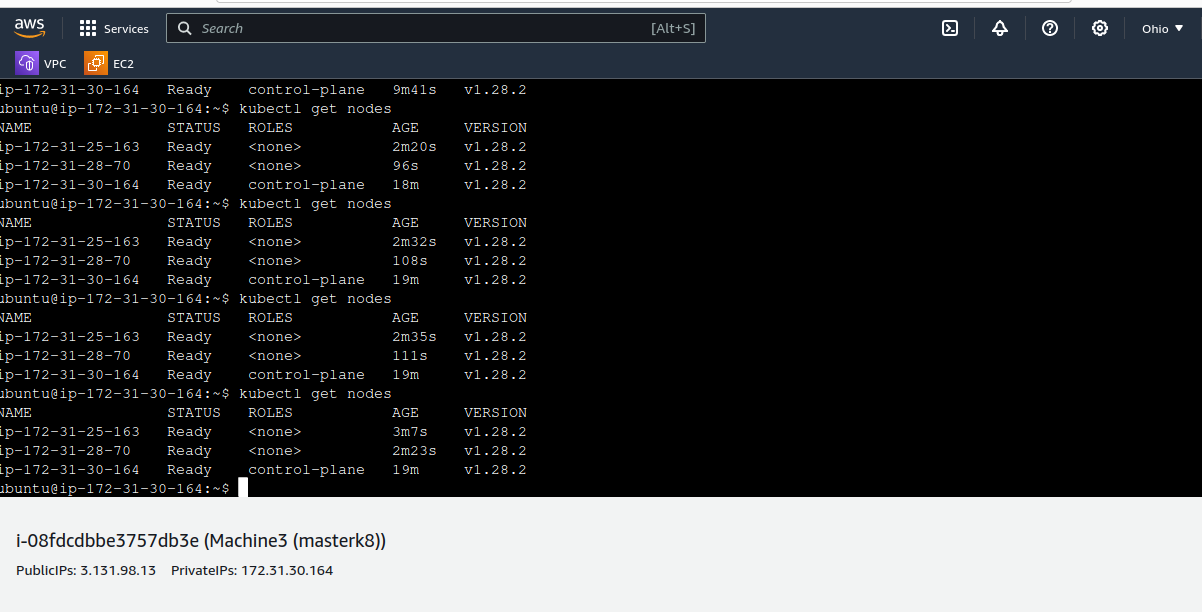 aws
Services
Search [Alt+S]
Ohio
VPC EC2
ip-172-31-30-164 Ready control-plane 9m41s v1.28.2
ubuntu@ip-172-31-30-164:~$ kubectl get nodes
NAME STATUS ROLES AGE VERSION
ip-172-31-25-163 Ready <none> 2m20s v1.28.2
ip-172-31-28-70 Ready <none> 96s v1.28.2
ip-172-31-30-164 Ready control-plane 18m v1.28.2
ubuntu@ip-172-31-30-164:~$ kubectl get nodes
NAME STATUS ROLES AGE VERSION
ip-172-31-25-163 Ready <none> 2m32s v1.28.2
ip-172-31-28-70 Ready <none> 108s v1.28.2
ip-172-31-30-164 Ready control-plane 19m v1.28.2
ubuntu@ip-172-31-30-164:~$ kubectl get nodes
NAME STATUS ROLES AGE VERSION
ip-172-31-25-163 Ready <none> 2m35s v1.28.2
ip-172-31-28-70 Ready <none> 111s v1.28.2
ip-172-31-30-164 Ready control-plane 19m v1.28.2
ubuntu@ip-172-31-30-164:~$ kubectl get nodes
NAME STATUS ROLES AGE VERSION
ip-172-31-25-163 Ready <none> 3m7s v1.28.2
ip-172-31-28-70 Ready <none> 2m23s v1.28.2
ip-172-31-30-164 Ready control-plane 19m v1.28.2
ubuntu@ip-172-31-30-164:~$
i-08fdcdbbe3757db3e (Machine3 (masterk8))
PublicIPs: 3.131.98.13 PrivateIPs: 172.31.30.164